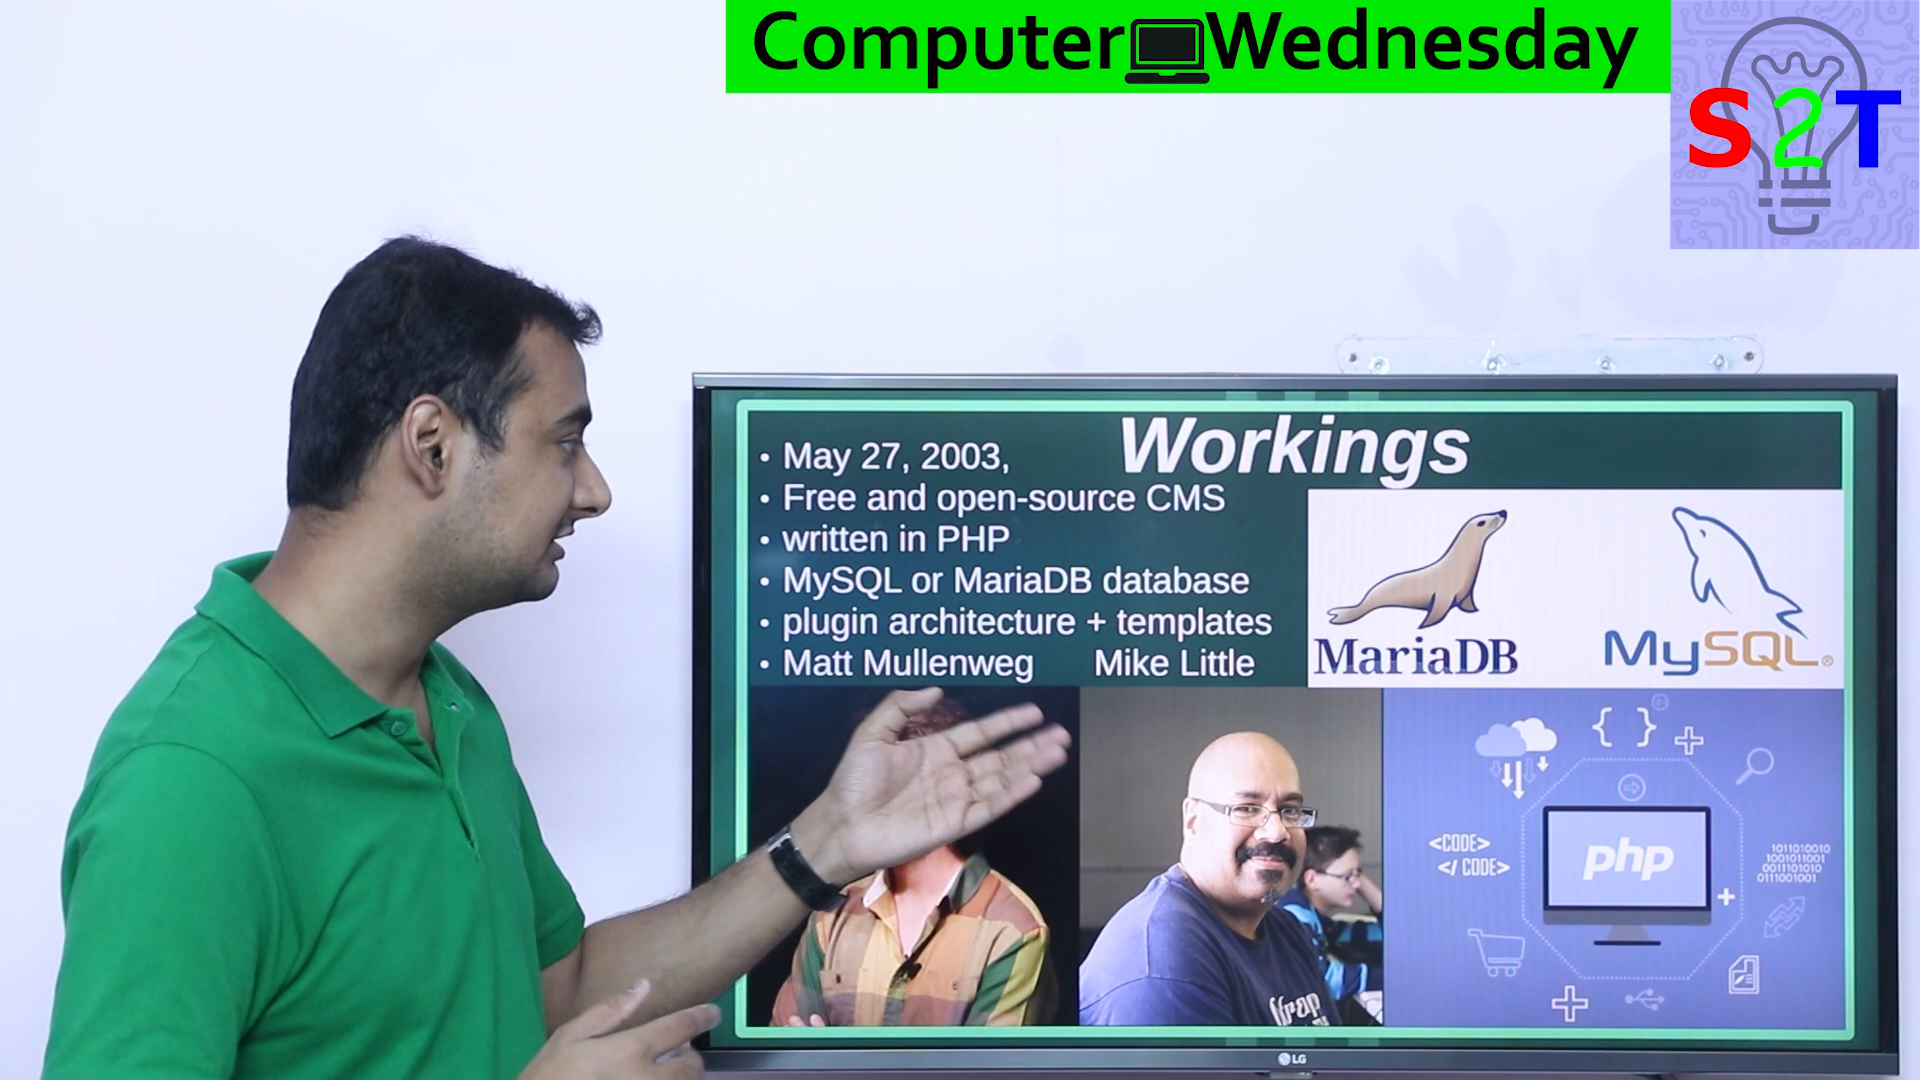 Computer Wednesday
S2T
Workings
• May 27, 2003,
• Free and open-source CMS
• written in PHP
• MySQL or MariaDB database
• plugin architecture + templates
• Matt Mullenweg Mike Little
MariaDB
MySQL®
{ }
<CODE>
</ CODE>
php
1011010010
1001011001
0011101010
0111001001
LG